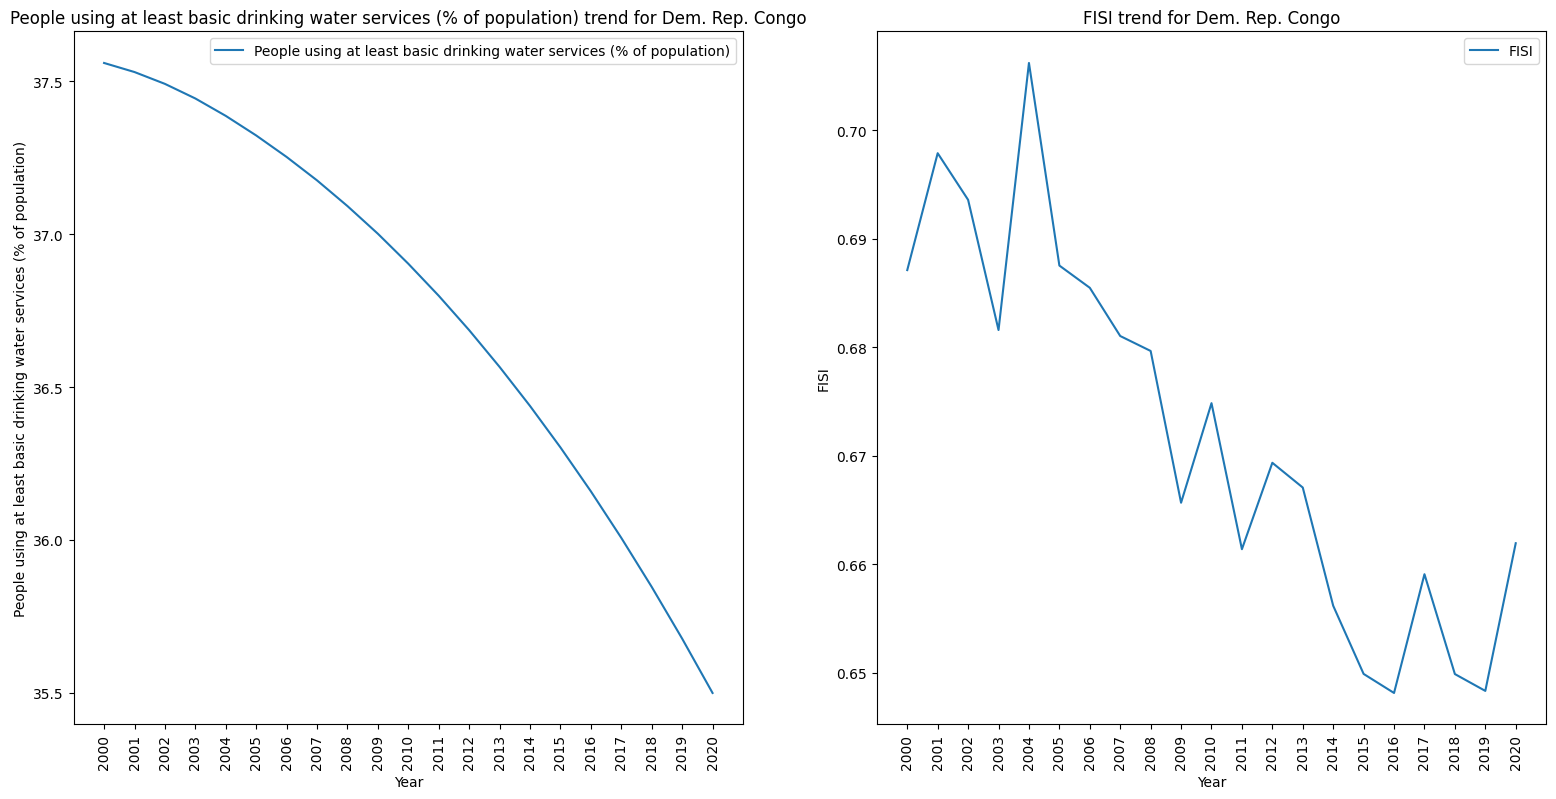 People using at least basic drinking water services (% of population) trend for Dem. Rep. Congo
People using at least basic drinking water services (% of population)
People using at least basic drinking water services (% of population)
37.5
37.0
36.5
36.0
35.5
2000 2001 2002 2003 2004 2005 2006 2007 2008 2009 2010 2011 2012 2013 2014 2015 2016 2017 2018 2019 2020
Year
FISI trend for Dem. Rep. Congo
FISI
FISI
0.70
0.69
0.68
0.67
0.66
0.65
2000 2001 2002 2003 2004 2005 2006 2007 2008 2009 2010 2011 2012 2013 2014 2015 2016 2017 2018 2019 2020
Year